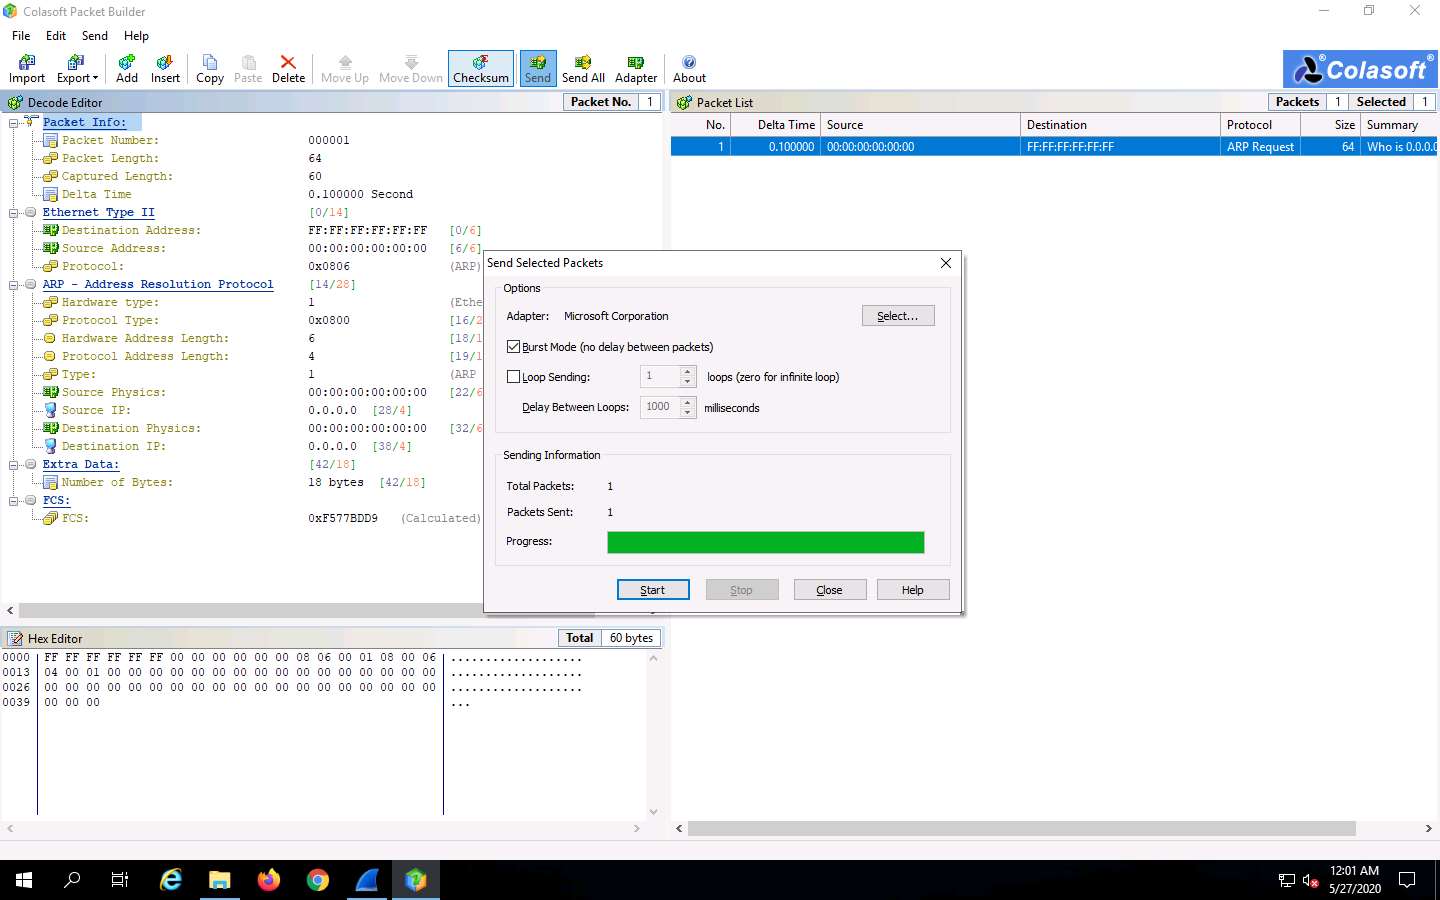 Colasoft Packet Builder
File Edit Send Help
Import Export Add Insert Copy Paste Delete Move Up Move Down Checksum Send Send All Adapter About
®Colasoft®
Decode Editor Packet No. 1
Packet Info:
Packet Number: 000001
Packet Length: 64
Captured Length: 60
Delta Time 0.100000 Second
Ethernet Type II [0/14]
Destination Address: FF:FF:FF:FF:FF:FF [0/6]
Source Address: 00:00:00:00:00:00 [6/6]
Protocol: 0x0806 (ARP)
ARP - Address Resolution Protocol [14/28]
Hardware type: 1 (Ethe
Protocol Type: 0x0800 [16/2
Hardware Address Length: 6 [18/1
Protocol Address Length: 4 [19/1
Type: 1 (ARP
Source Physics: 00:00:00:00:00:00 [22/6
Source IP: 0.0.0.0 [28/4]
Destination Physics: 00:00:00:00:00:00 [32/6
Destination IP: 0.0.0.0 [38/4]
Extra Data: [42/18]
Number of Bytes: 18 bytes [42/18]
FCS:
FCS: 0xF577BDD9 (Calculated)
Packet List Packets 1 Selected 1
No. Delta Time Source Destination Protocol Size Summary
1 0.100000 00:00:00:00:00:00 FF:FF:FF:FF:FF:FF ARP Request 64 Who is 0.0.0.0
Send Selected Packets
Options
Adapter: Microsoft Corporation Select...
Burst Mode (no delay between packets)
Loop Sending: 1 loops (zero for infinite loop)
Delay Between Loops: 1000 milliseconds
Sending Information
Total Packets: 1
Packets Sent: 1
Progress:
Start Stop Close Help
Hex Editor Total 60 bytes
0000 FF FF FF FF FF FF 00 00 00 00 00 00 08 06 00 01 08 00 06 ...................
0013 04 00 01 00 00 00 00 00 00 00 00 00 00 00 00 00 00 00 00 ...................
0026 00 00 00 00 00 00 00 00 00 00 00 00 00 00 00 00 00 00 00 ...................
0039 00 00 00 ...
12:01 AM
5/27/2020